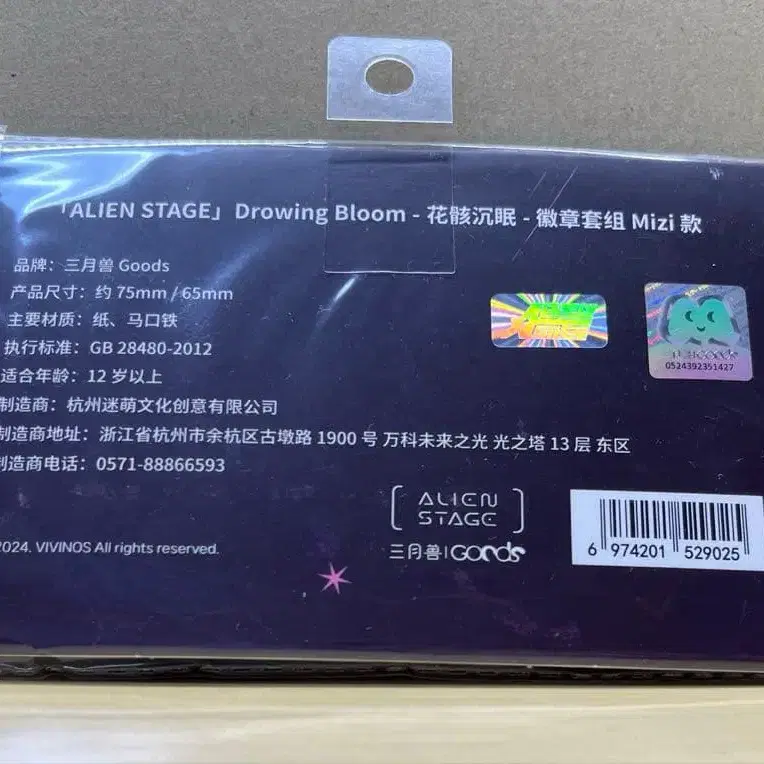 「ALIEN STAGE」Drowing Bloom - 花骸沉眠 - 徽章套组 Mizi 款
品牌：三月兽 Goods
产品尺寸：约 75mm / 65mm
主要材质：纸、马口铁
执行标准：GB 28480-2012
适合年龄：12 岁以上
制造商：杭州迷萌文化创意有限公司
制造商地址：浙江省杭州市余杭区古墩路 1900 号 万科未来之光 光之塔 13 层 东区
制造商电话：0571-88866593
0524392351427
ALIEN
STAGE
三月兽 Goods
6 974201 529025
2024. VIVINOS All rights reserved.